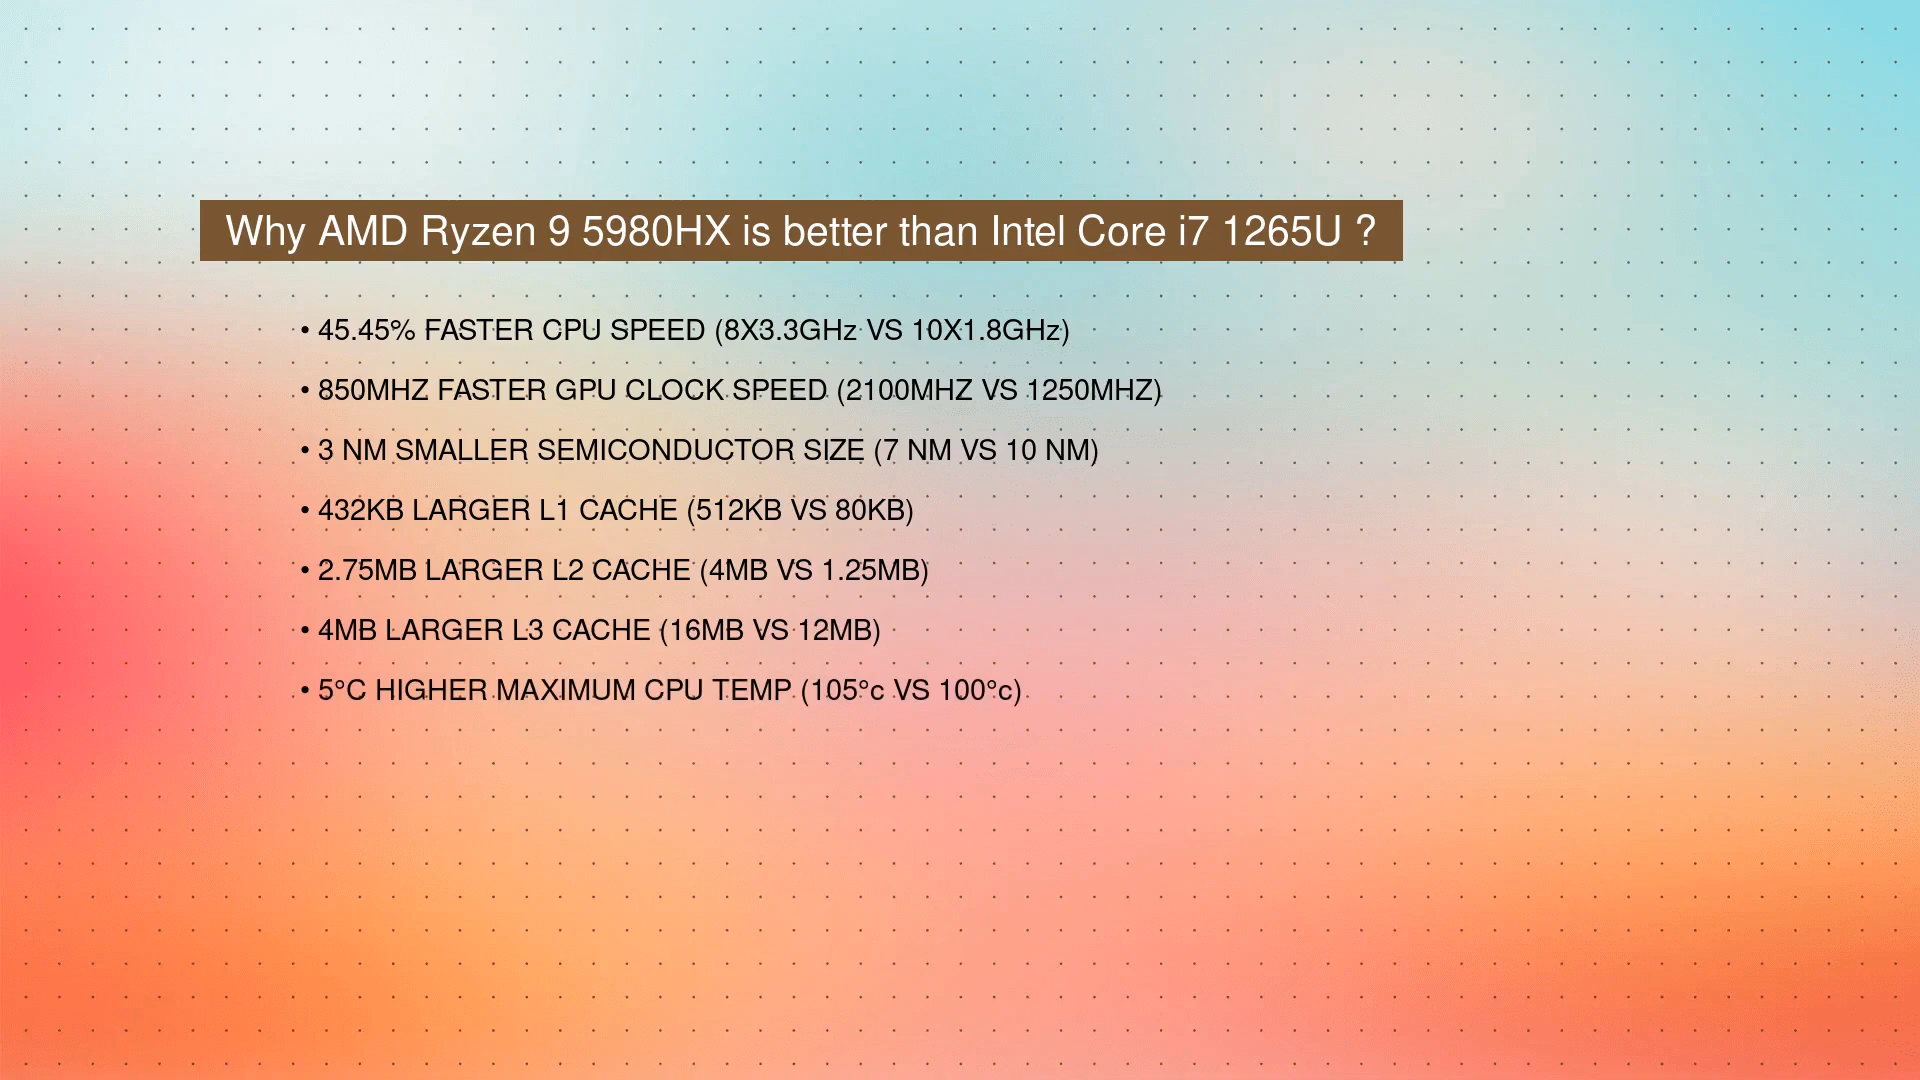 Why AMD Ryzen 9 5980HX is better than Intel Core i7 1265U ?
• 45.45% FASTER CPU SPEED (8X3.3GHz VS 10X1.8GHz)
• 850MHZ FASTER GPU CLOCK SPEED (2100MHZ VS 1250MHZ)
• 3 NM SMALLER SEMICONDUCTOR SIZE (7 NM VS 10 NM)
• 432KB LARGER L1 CACHE (512KB VS 80KB)
• 2.75MB LARGER L2 CACHE (4MB VS 1.25MB)
• 4MB LARGER L3 CACHE (16MB VS 12MB)
• 5°C HIGHER MAXIMUM CPU TEMP (105°c VS 100°c)